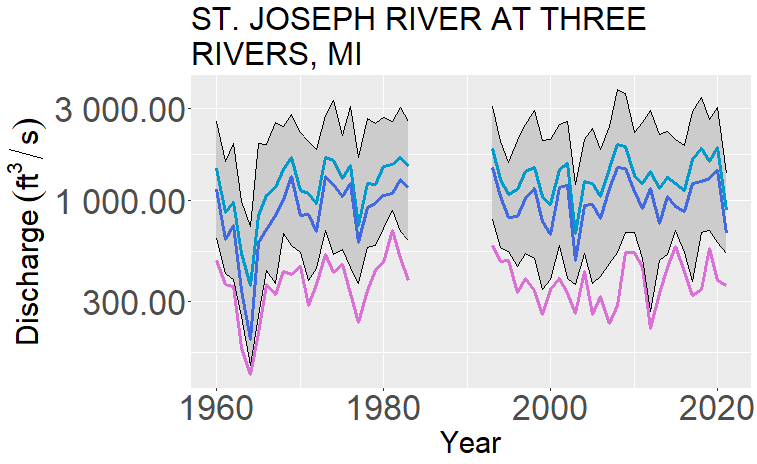 ST. JOSEPH RIVER AT THREE
RIVERS, MI
Discharge (ft³/s)
3 000.00
1 000.00
300.00
1960 1980 2000 2020
Year